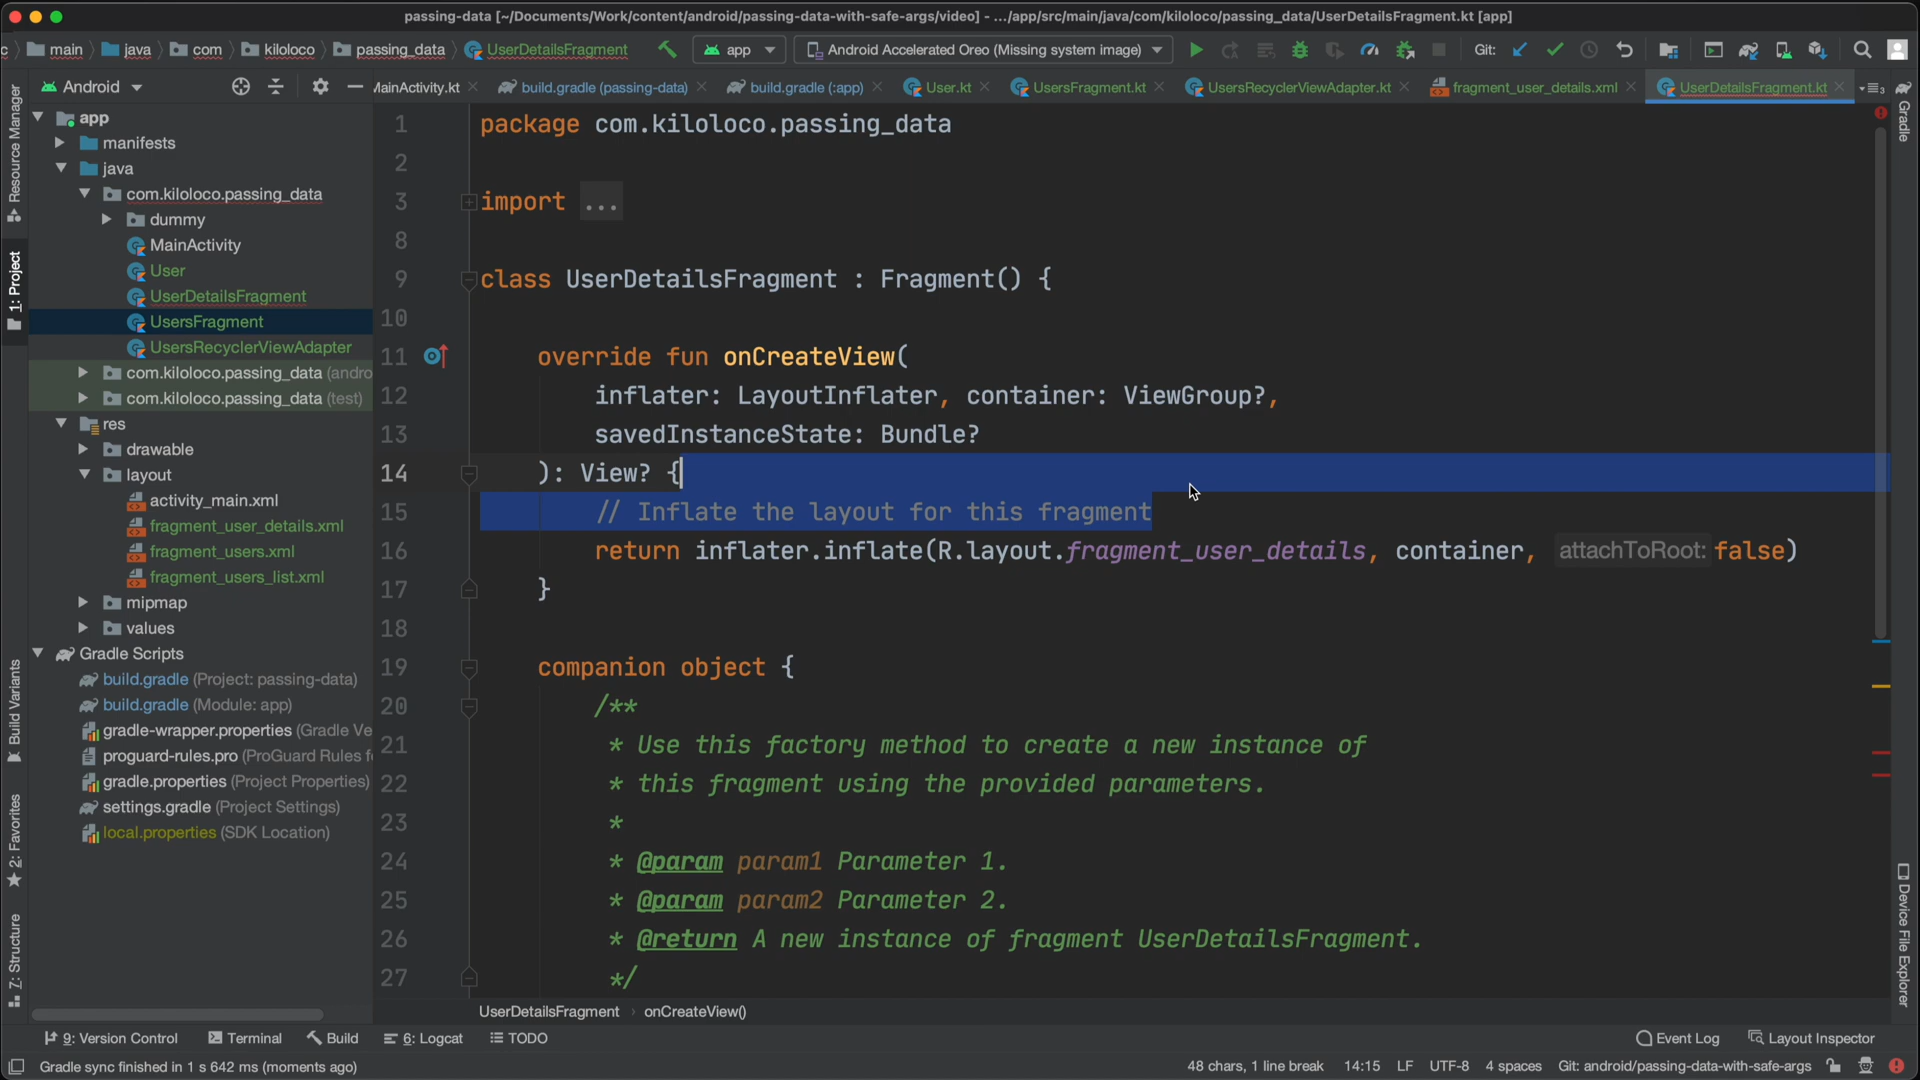 passing-data [~/Documents/Work/content/android/passing-data-with-safe-args/video] - .../app/src/main/java/com/kiloloco/passing_data/UserDetailsFragment.kt [app]
main java com kiloloco passing_data UserDetailsFragment app Android Accelerated Oreo (Missing system image) Git:
Android MainActivity.kt build.gradle (passing-data) build.gradle (:app) User.kt UsersFragment.kt UsersRecyclerViewAdapter.kt fragment_user_details.xml UserDetailsFragment.kt
Resource Manager
1: Project
Build Variants
2: Favorites
7: Structure
app
manifests
java
com.kiloloco.passing_data
dummy
MainActivity
User
UserDetailsFragment
UsersFragment
UsersRecyclerViewAdapter
com.kiloloco.passing_data (andro
com.kiloloco.passing_data (test)
res
drawable
layout
activity_main.xml
fragment_user_details.xml
fragment_users.xml
fragment_users_list.xml
mipmap
values
Gradle Scripts
build.gradle (Project: passing-data)
build.gradle (Module: app)
gradle-wrapper.properties (Gradle Ve
proguard-rules.pro (ProGuard Rules f
gradle.properties (Project Properties)
settings.gradle (Project Settings)
local.properties (SDK Location)
1 package com.kiloloco.passing_data
2
3 import ...
8
9 class UserDetailsFragment : Fragment() {
10
11 override fun onCreateView(
12 inflater: LayoutInflater, container: ViewGroup?,
13 savedInstanceState: Bundle?
14 ): View? {
15 // Inflate the layout for this fragment
16 return inflater.inflate(R.layout.fragment_user_details, container, attachToRoot: false)
17 }
18
19 companion object {
20 /**
21 * Use this factory method to create a new instance of
22 * this fragment using the provided parameters.
23 *
24 * @param param1 Parameter 1.
25 * @param param2 Parameter 2.
26 * @return A new instance of fragment UserDetailsFragment.
27 */
Gradle
Device File Explorer
UserDetailsFragment › onCreateView()
9: Version Control Terminal Build 6: Logcat TODO Event Log Layout Inspector
Gradle sync finished in 1 s 642 ms (moments ago) 48 chars, 1 line break 14:15 LF UTF-8 4 spaces Git: android/passing-data-with-safe-args